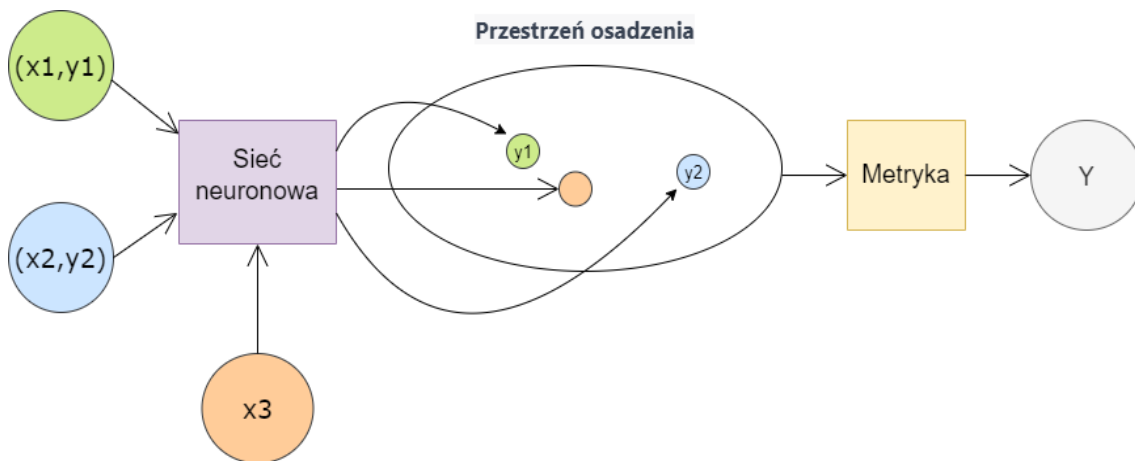 Przestrzeń osadzenia
(x1,y1)
Sieć
neuronowa
y1
y2
Metryka
Y
(x2,y2)
x3